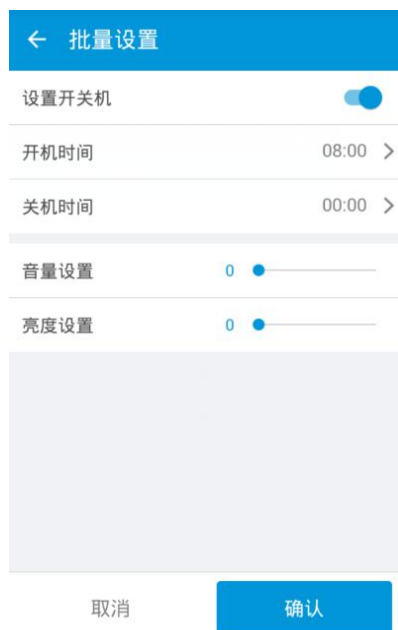 批量设置
设置开关机
开机时间 08:00
关机时间 00:00
音量设置 0
亮度设置 0
取消 确认